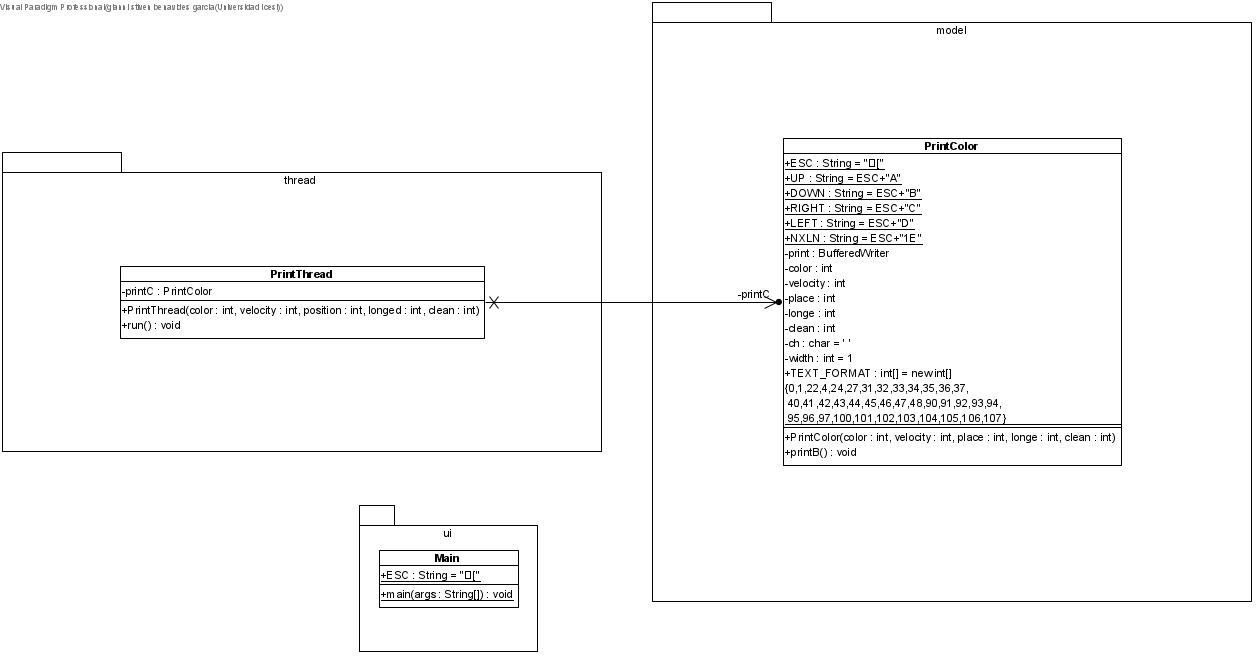 Visual Paradigm Professional(giann stiven benavides garcia(Universidad Icesi))
model
thread
PrintThread
-printC : PrintColor
+PrintThread(color : int, velocity : int, position : int, longed : int, clean : int)
+run() : void
-printC
PrintColor
+ESC : String = "▯["
+UP : String = ESC+"A"
+DOWN : String = ESC+"B"
+RIGHT : String = ESC+"C"
+LEFT : String = ESC+"D"
+NXLN : String = ESC+"1E"
-print : BufferedWriter
-color : int
-velocity : int
-place : int
-longe : int
-clean : int
-ch : char = ' '
-width : int = 1
+TEXT_FORMAT : int[] = new int[]
{0,1,22,4,24,27,31,32,33,34,35,36,37,
40,41,42,43,44,45,46,47,48,90,91,92,93,94,
95,96,97,100,101,102,103,104,105,106,107}
+PrintColor(color : int, velocity : int, place : int, longe : int, clean : int)
+printB() : void
ui
Main
+ESC : String = "▯["
+main(args : String[]) : void